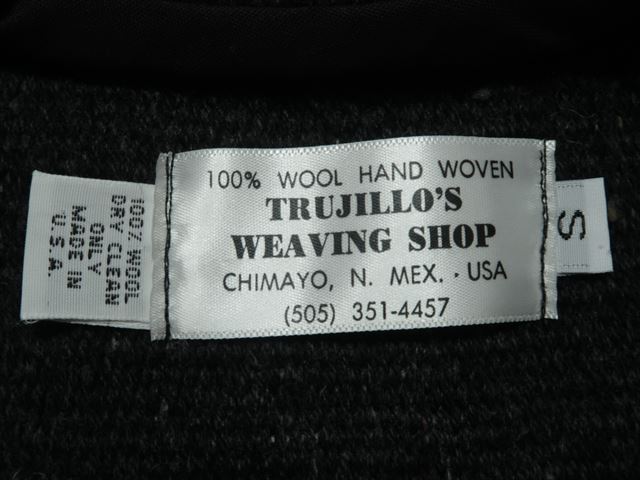 100% WOOL HAND WOVEN
TRUJILLO'S
WEAVING SHOP
CHIMAYO, N. MEX. · USA
(505) 351-4457
100% WOOL
DRY CLEAN
ONLY
MADE IN
U.S.A.
S